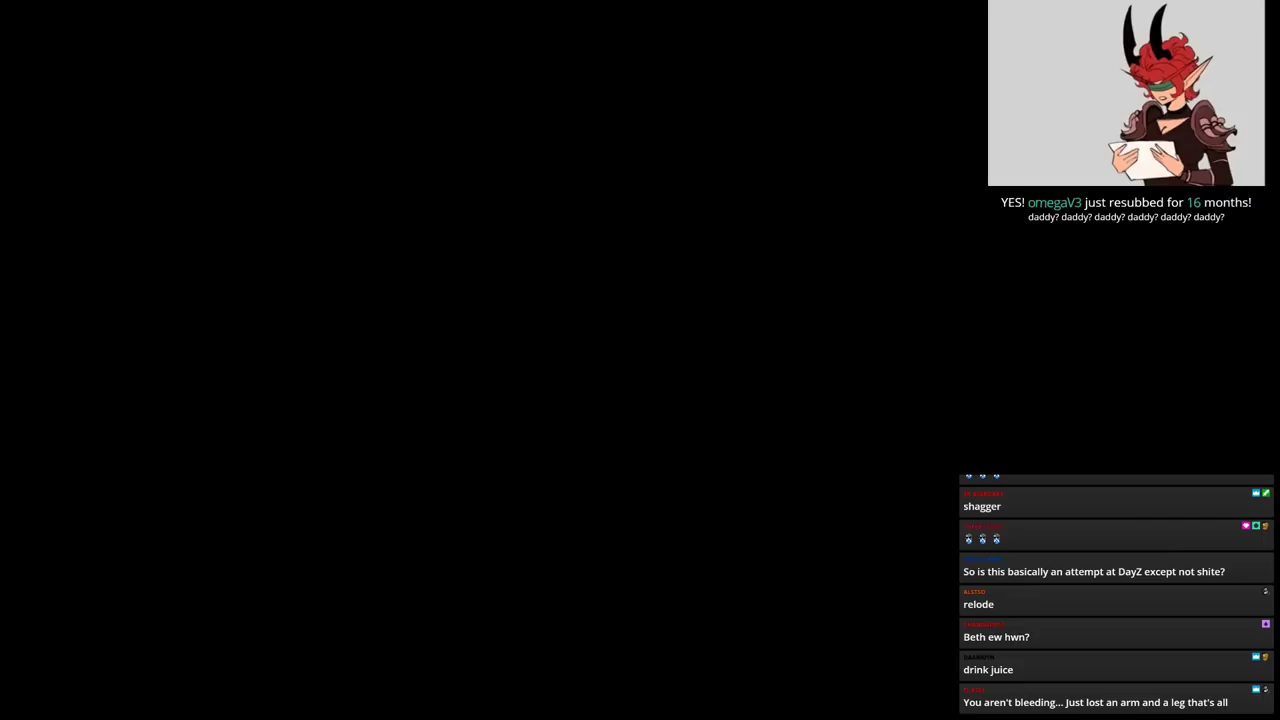 YES! omegaV3 just resubbed for 16 months!
daddy? daddy? daddy? daddy? daddy? daddy?
shagger
So is this basically an attempt at DayZ except not shite?
ALSTSO
relode
Beth ew hwn?
drink juice
You aren't bleeding... Just lost an arm and a leg that's all